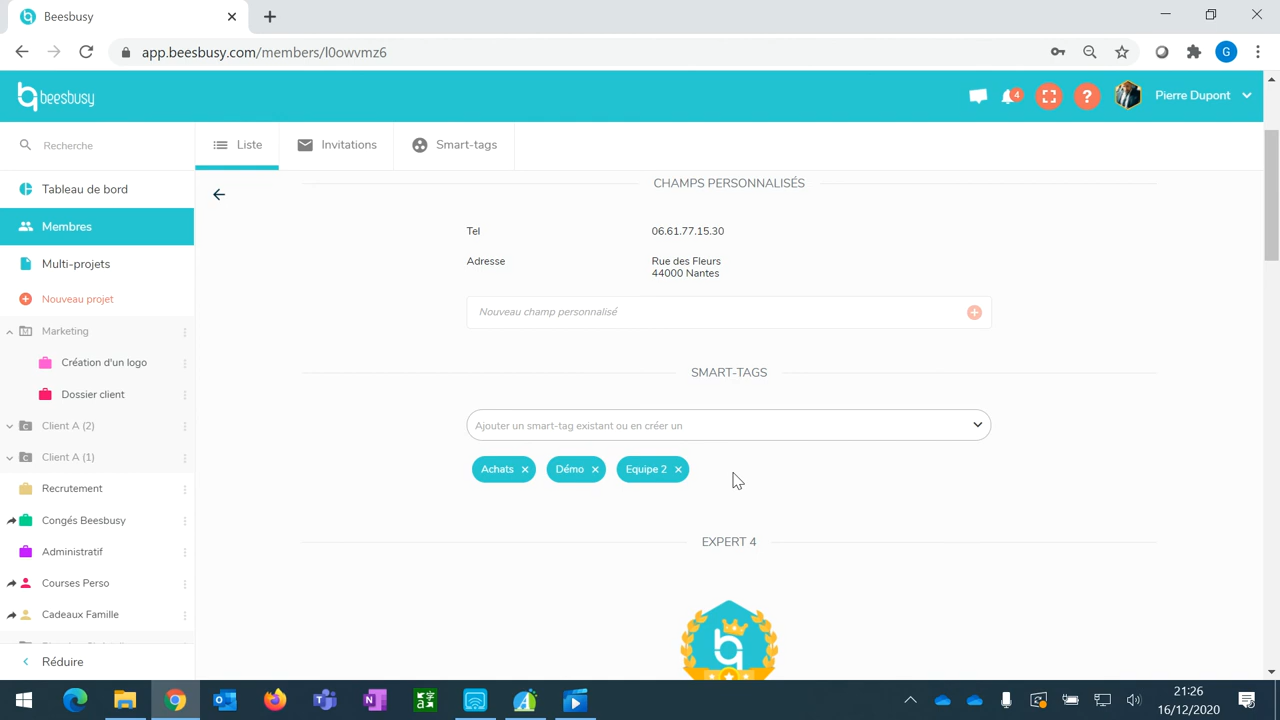 Beesbusy
app.beesbusy.com/members/l0owvmz6
G
beesbusy
4
?
Pierre Dupont
Recherche
Liste
Invitations
Smart-tags
Tableau de bord
Membres
Multi-projets
Nouveau projet
Marketing
Création d'un logo
Dossier client
Client A (2)
Client A (1)
Recrutement
Congés Beesbusy
Administratif
Courses Perso
Cadeaux Famille
Réduire
CHAMPS PERSONNALISÉS
Tel
06.61.77.15.30
Adresse
Rue des Fleurs
44000 Nantes
Nouveau champ personnalisé
SMART-TAGS
Ajouter un smart-tag existant ou en créer un
Achats
Démo
Equipe 2
EXPERT 4
21:26
16/12/2020